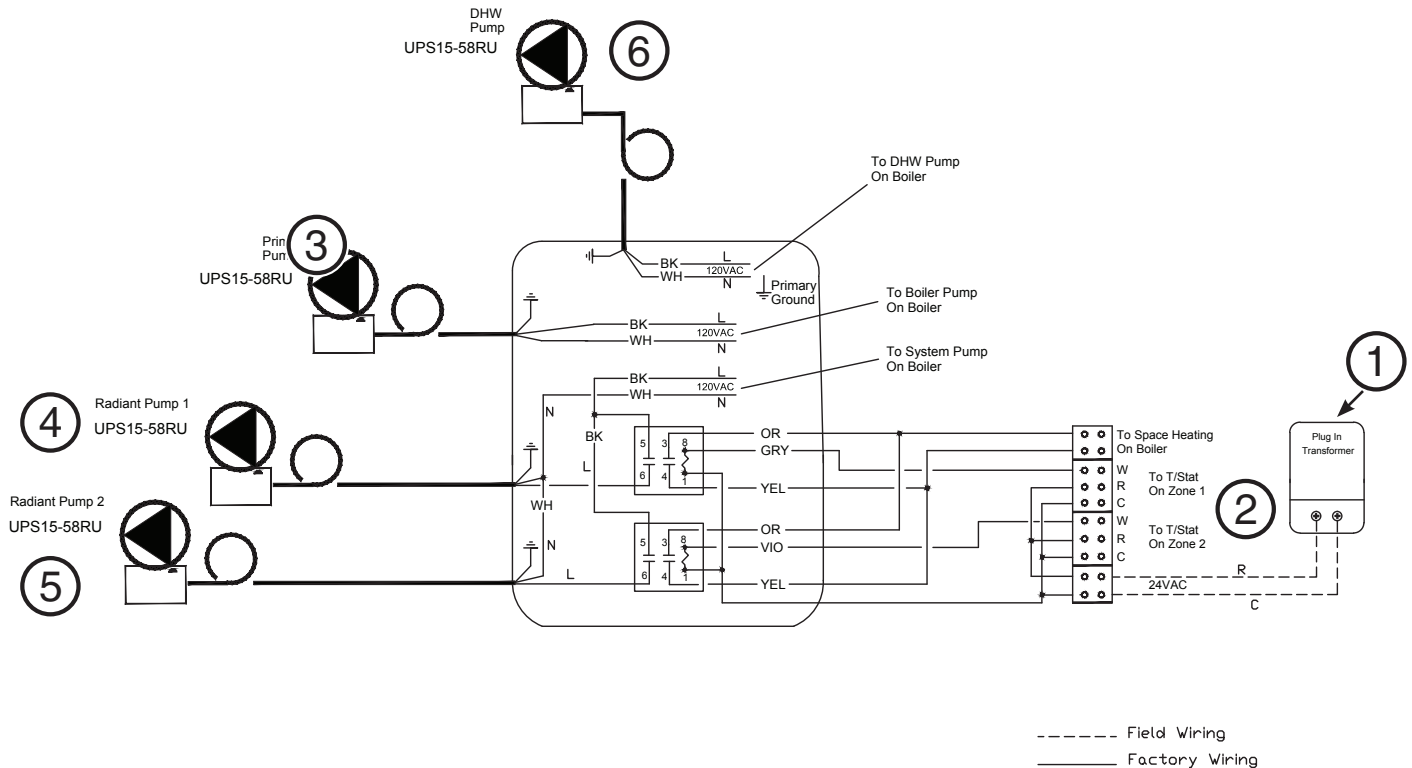 DHW
Pump
UPS15-58RU
6
To DHW Pump
On Boiler
3
UPS15-58RU
BK
L
120VAC
WH
N
Primary
Ground
To Boiler Pump
On Boiler
BK
L
120VAC
WH
N
To System Pump
On Boiler
BK
L
120VAC
WH
N
1
4
Radiant Pump 1
UPS15-58RU
N
BK
L
5
3
8
6
4
1
OR
GRY
YEL
To Space Heating
On Boiler
W
R
C
To T/Stat
On Zone 1
2
Plug In
Transformer
Radiant Pump 2
UPS15-58RU
5
WH
N
L
5
3
8
6
4
1
OR
VIO
YEL
W
R
C
To T/Stat
On Zone 2
R
24VAC
C
Field Wiring
Factory Wiring